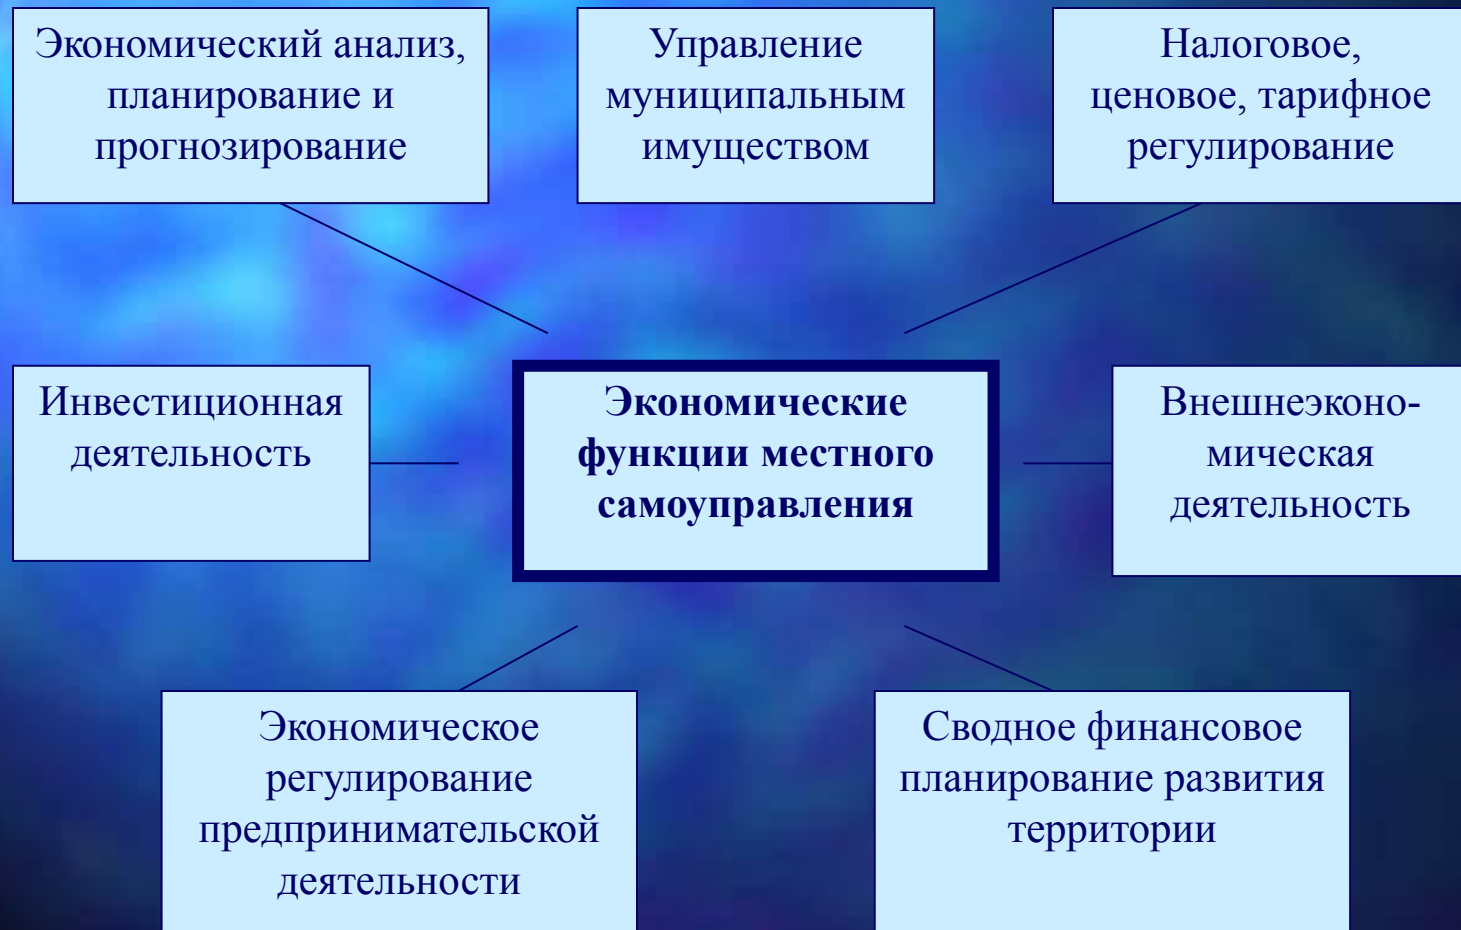 Экономический анализ,
планирование и
прогнозирование
Управление
муниципальным
имуществом
Налоговое,
ценовое, тарифное
регулирование
Инвестиционная
деятельность
Экономические
функции местного
самоуправления
Внешнеэконо-
мическая
деятельность
Экономическое
регулирование
предпринимательской
деятельности
Сводное финансовое
планирование развития
территории